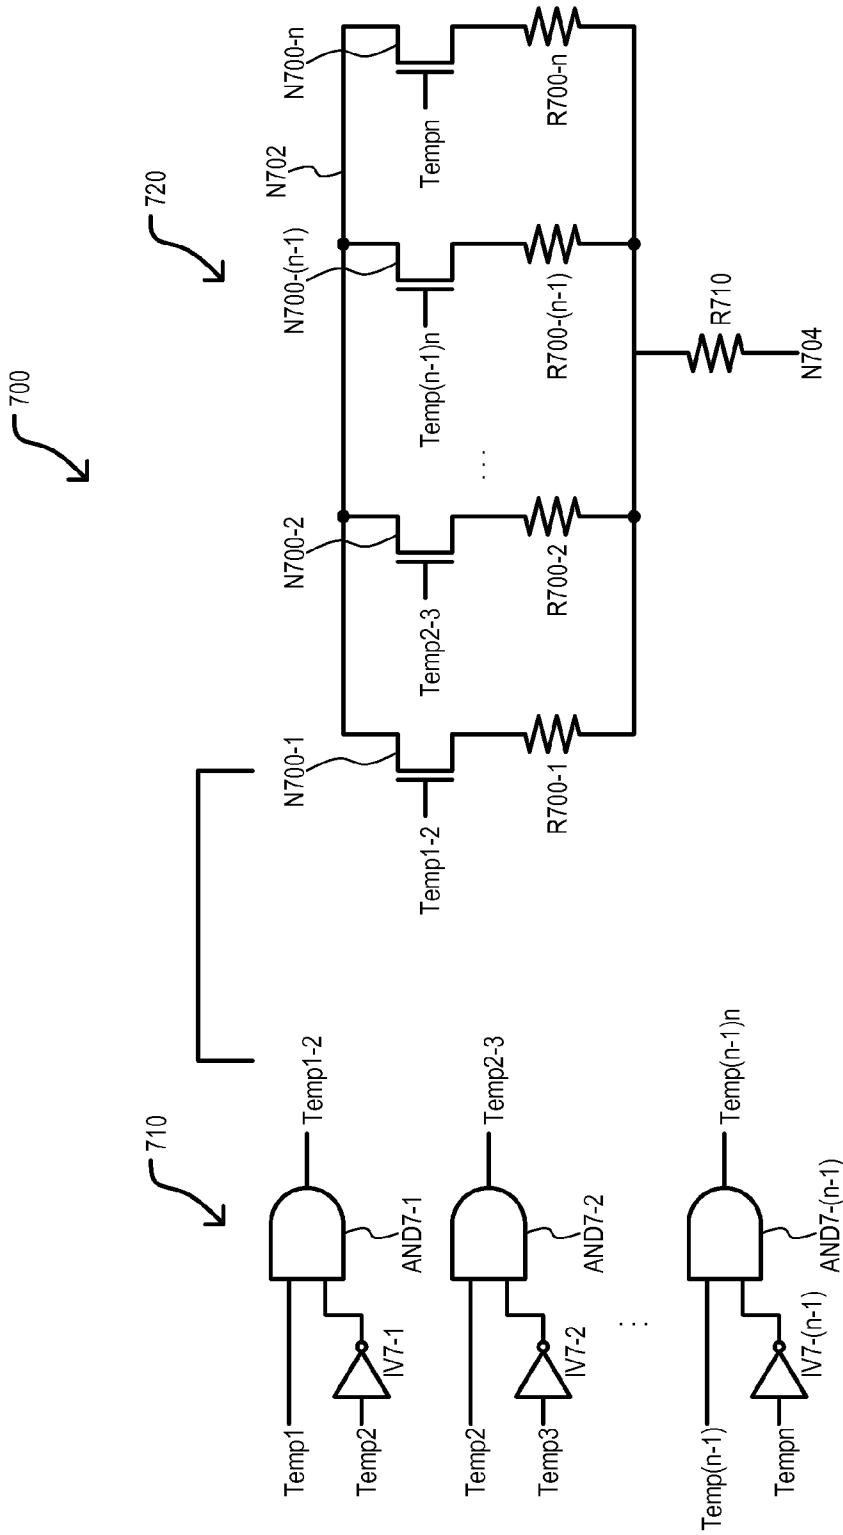 700
710
Temp1
Temp2
IV7-1
AND7-1
Temp1-2
Temp2
Temp3
IV7-2
AND7-2
Temp2-3
...
Temp(n-1)
Tempn
IV7-(n-1)
AND7-(n-1)
Temp(n-1)n
720
N702
N700-1
N700-2
N700-(n-1)
N700-n
Temp1-2
Temp2-3
...
Temp(n-1)n
Tempn
R700-1
R700-2
R700-(n-1)
R700-n
R710
N704